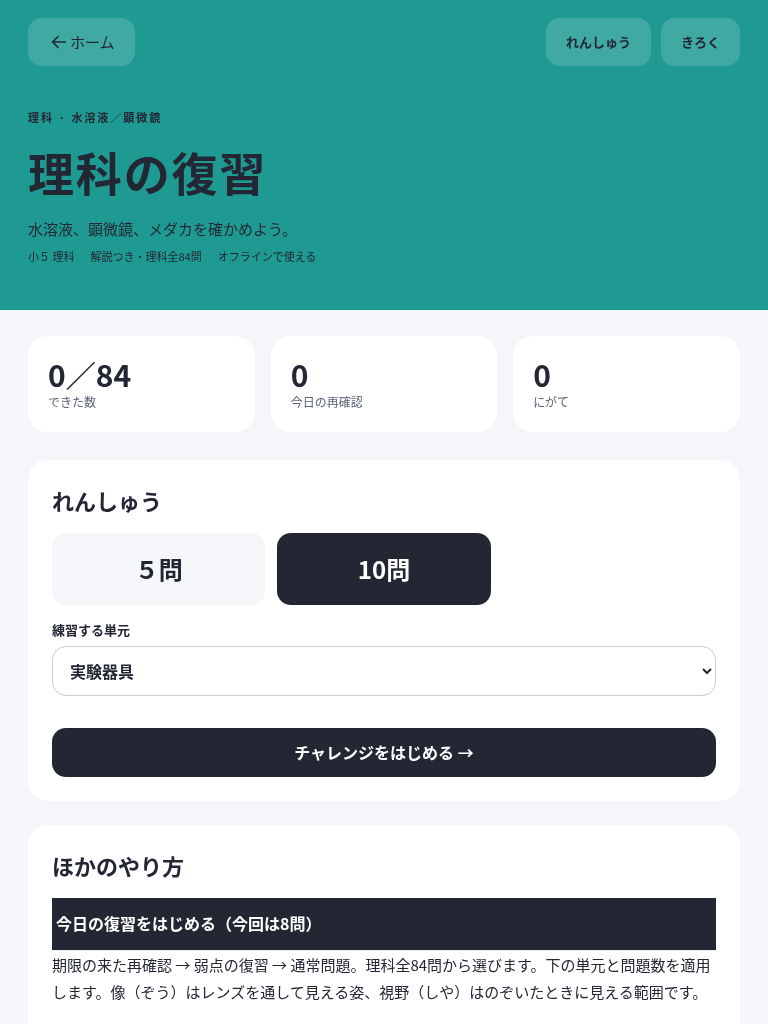 ← ホーム
れんしゅう
きろく
理科 · 水溶液／顕微鏡
理科の復習
水溶液、顕微鏡、メダカを確かめよう。
小５ 理科　解説つき・理科全84問　オフラインで使える
0／84
できた数
0
今日の再確認
0
にがて
れんしゅう
５問
10問
練習する単元
実験器具
チャレンジをはじめる →
ほかのやり方
今日の復習をはじめる（今回は8問）
期限の来た再確認 → 弱点の復習 → 通常問題。理科全84問から選びます。下の単元と問題数を適用
します。像（ぞう）はレンズを通して見える姿、視野（しや）はのぞいたときに見える範囲です。